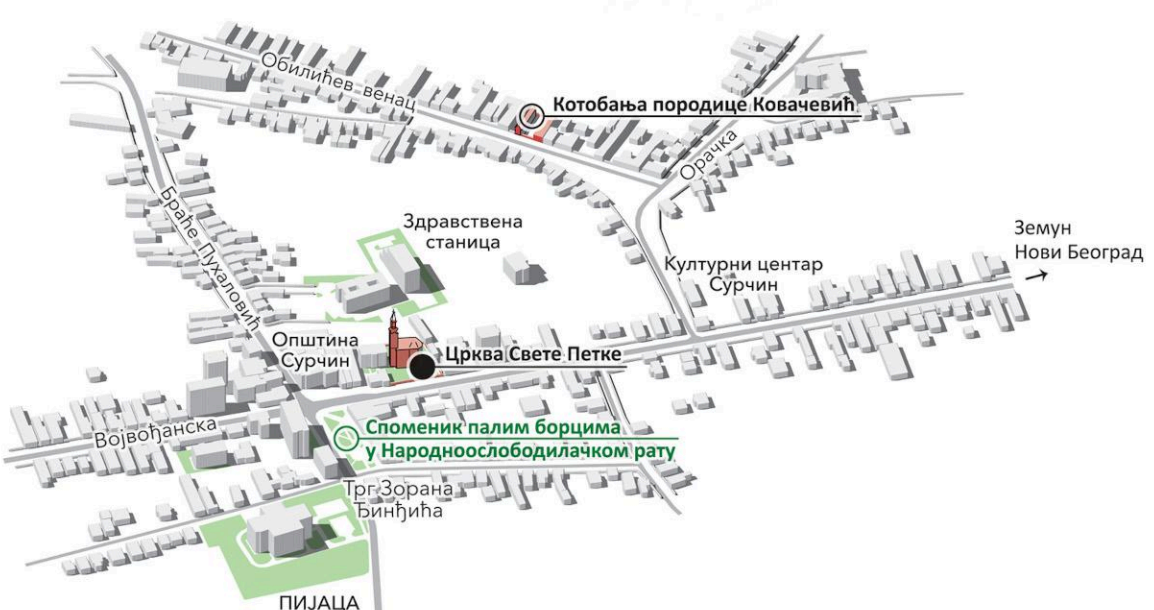 Обилићев венац
Котобања породице Ковачевић
Орачка
Браће Пухаловић
Здравствена
станица
Земун
Нови Београд
Културни центар
Сурчин
Општина
Сурчин
Црква Свете Петке
Војвођанска
Споменик палим борцима
у Народноослободилачком рату
Трг Зорана
Ђинђића
ПИЈАЦА